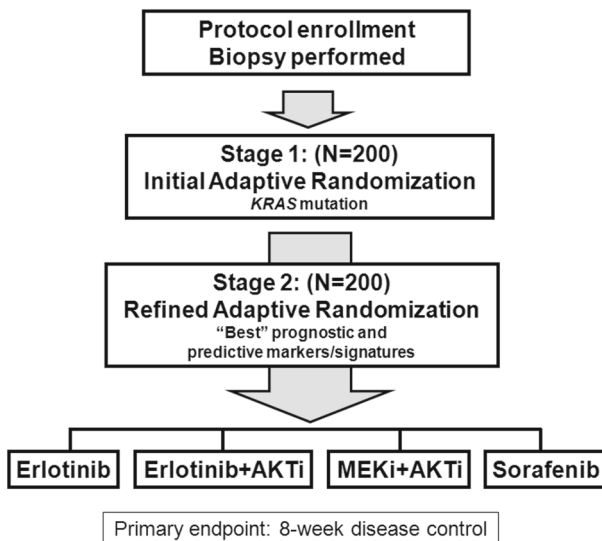 Protocol enrollment
Biopsy performed
Stage 1: (N=200)
Initial Adaptive Randomization
KRAS mutation
Stage 2: (N=200)
Refined Adaptive Randomization
“Best” prognostic and
predictive markers/signatures
Erlotinib Erlotinib+AKTi MEKi+AKTi Sorafenib
Primary endpoint: 8-week disease control